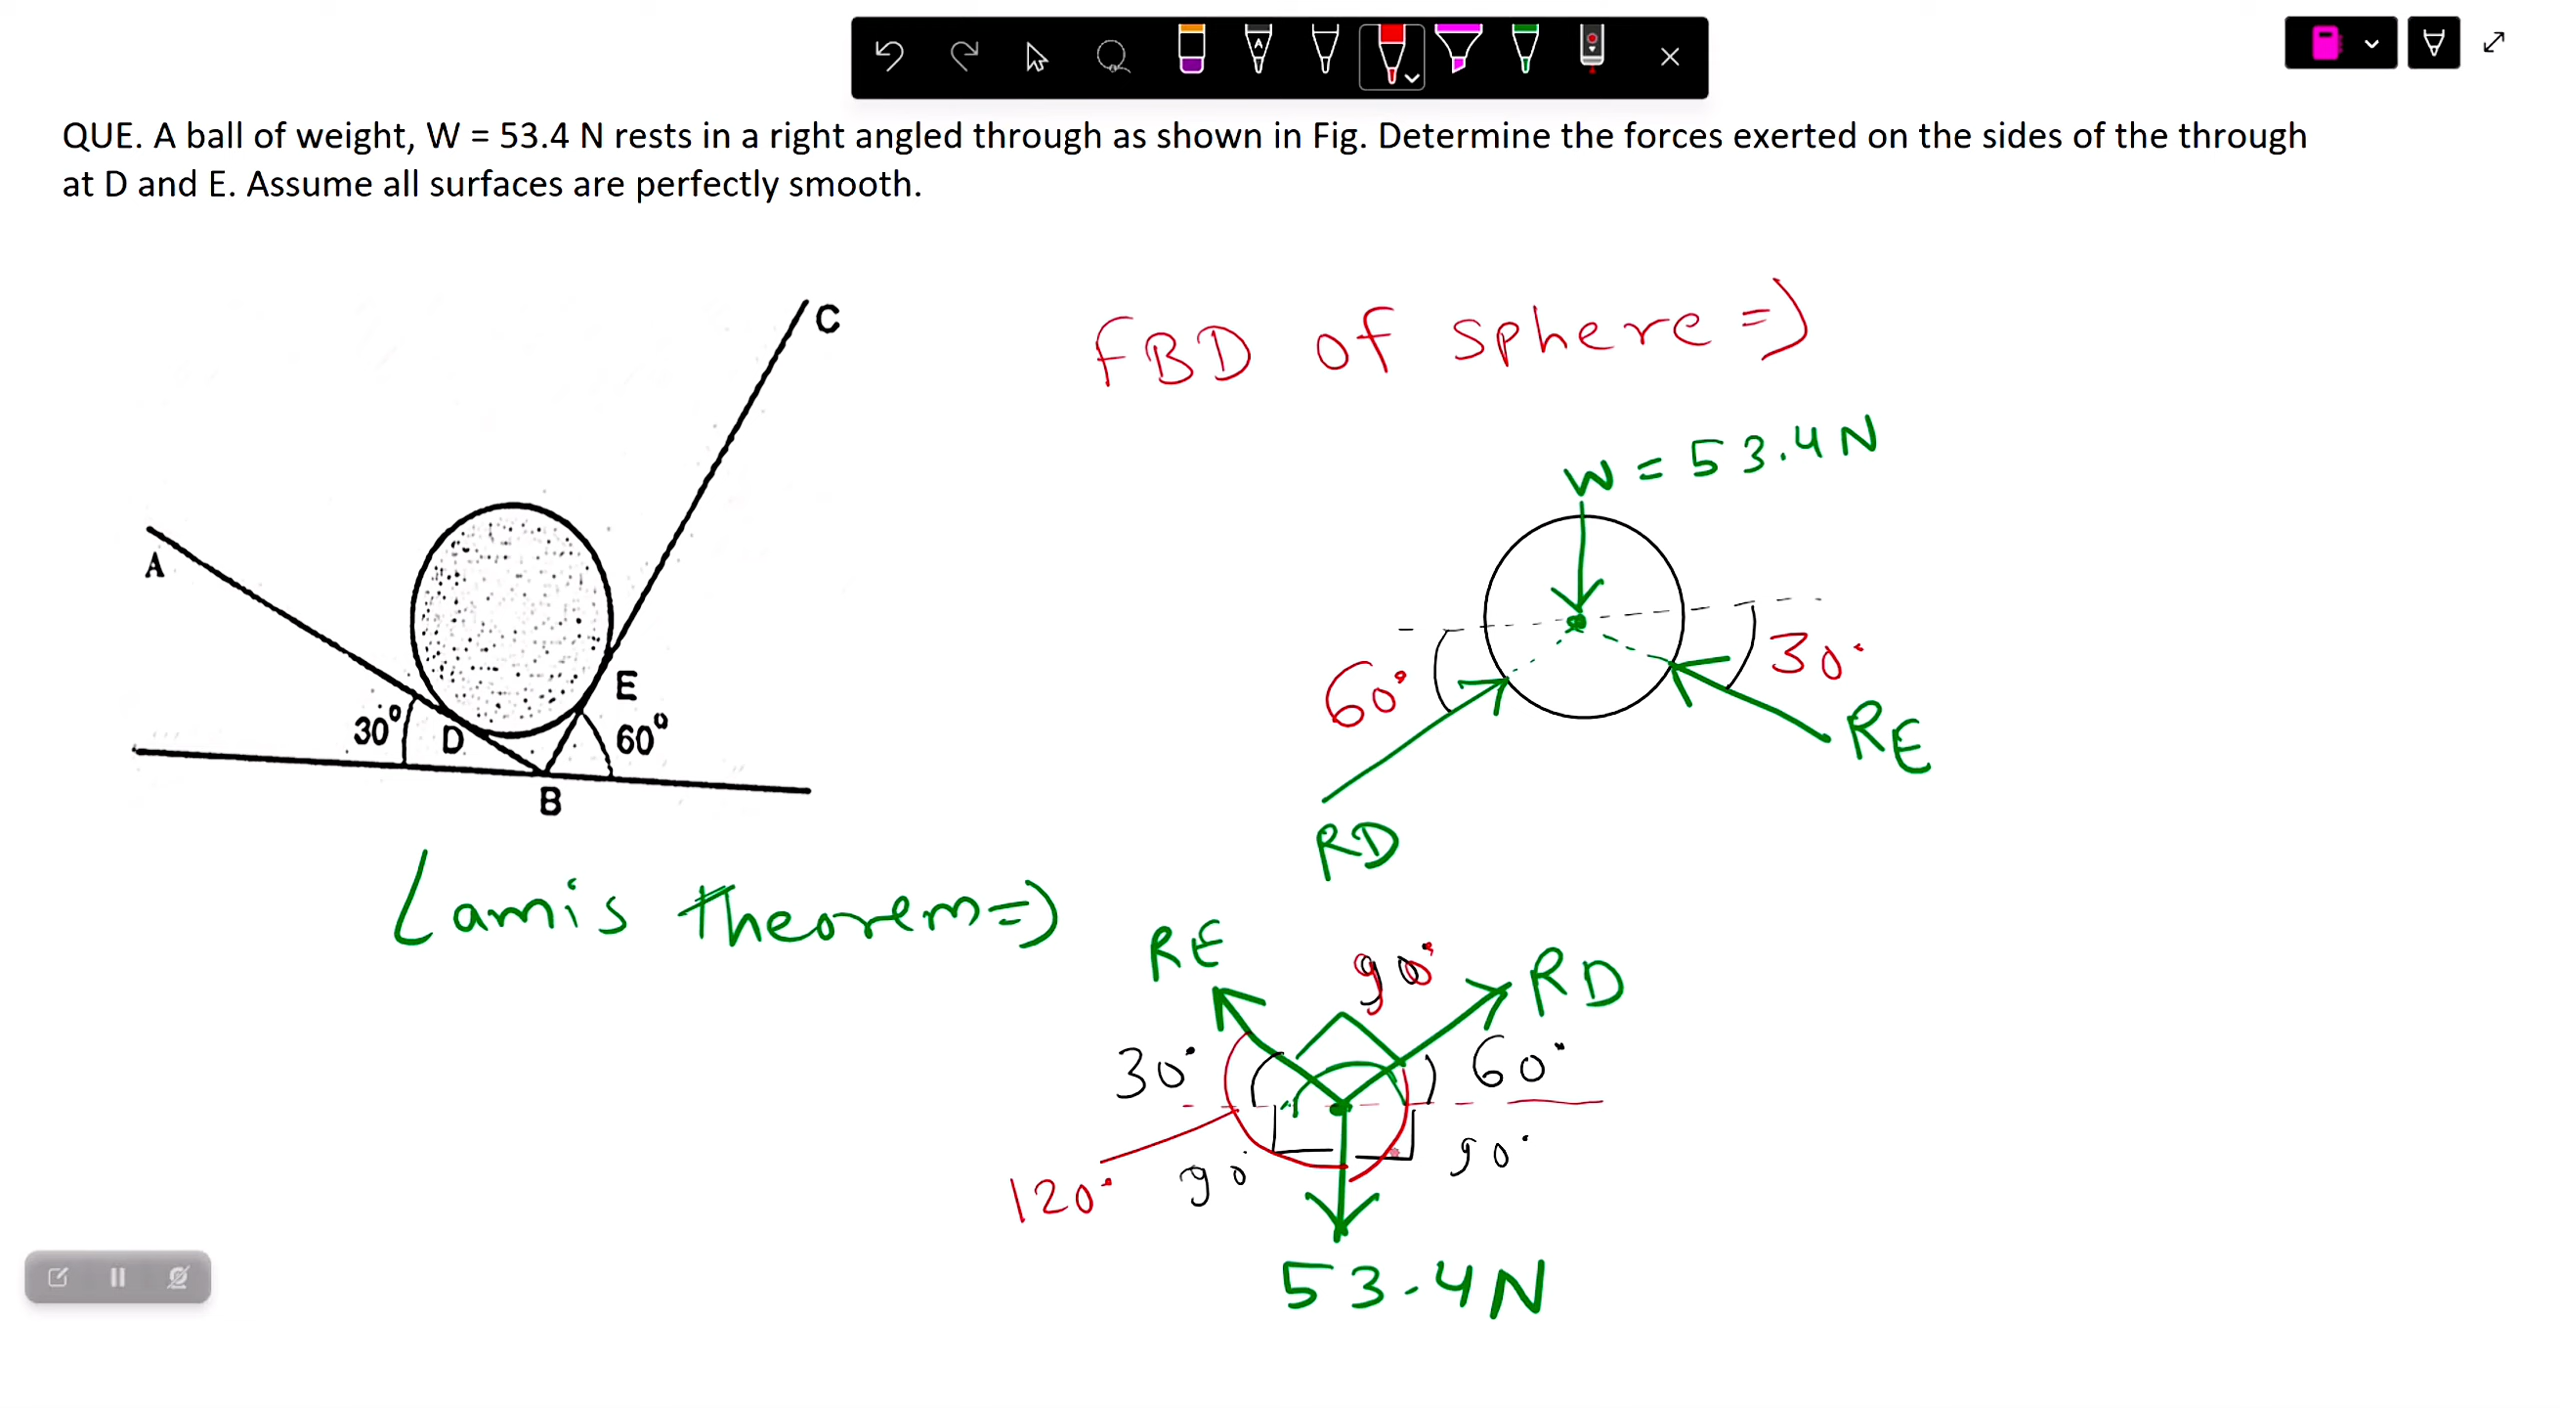 QUE. A ball of weight, W = 53.4 N rests in a right angled through as shown in Fig. Determine the forces exerted on the sides of the through
at D and E. Assume all surfaces are perfectly smooth.
FBD of sphere =)
W = 53.4N
C
A
E
30°
D
60°
B
60°
30°
RE
RD
Lamis theorem=)
RE
90°
RD
30°
60°
120°
90
90°
53.4N